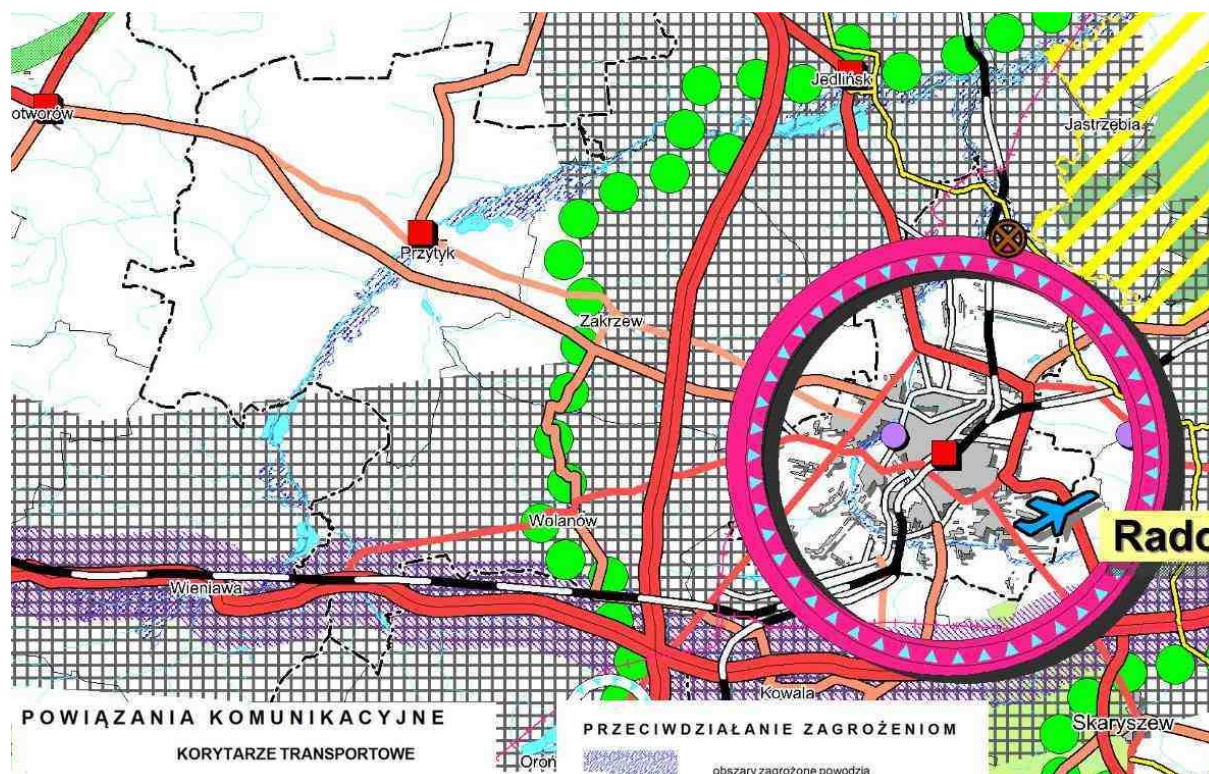 Jedlińsk
otworów
Jastrzębia
Przytyk
Zakrzew
Wolanów
Rado
Wieniawa
Kowala
Skaryszew
POWIĄZANIA KOMUNIKACYJNE
KORYTARZE TRANSPORTOWE
Oroń
PRZECIWDZIAŁANIE ZAGROŻENIOM
obszary zagrożone powodzią